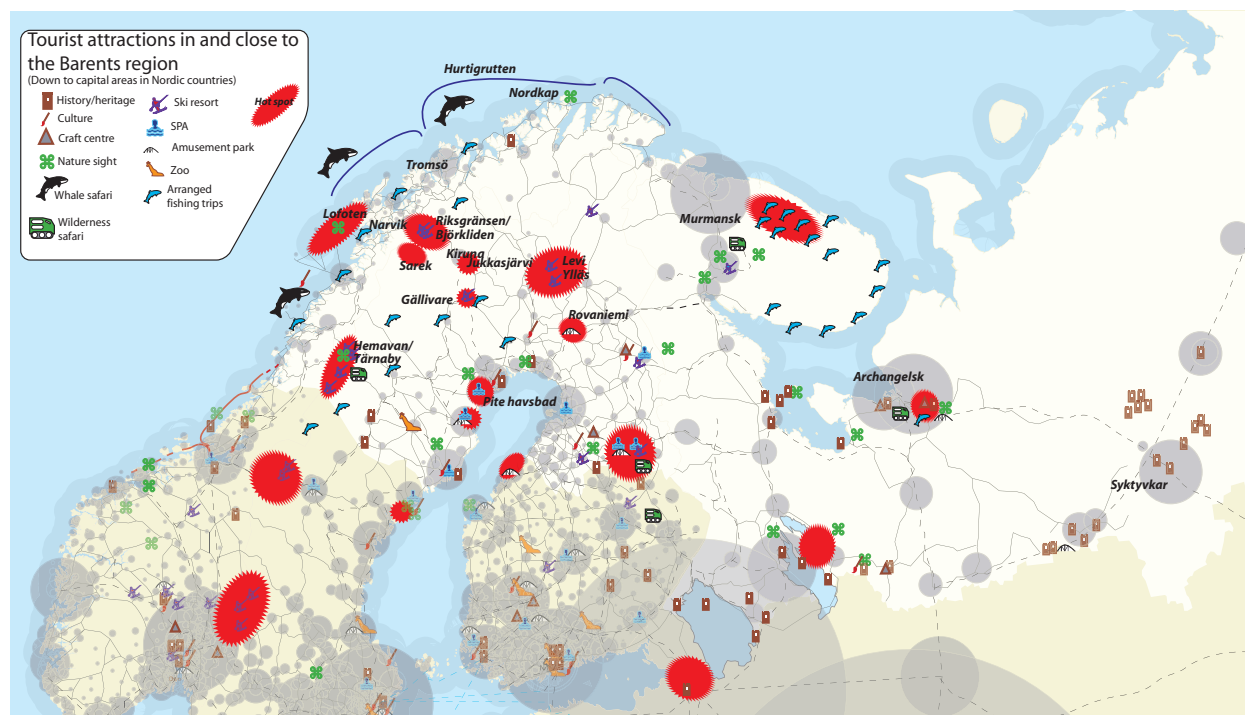 Tourist attractions in and close to
the Barents region
(Down to capital areas in Nordic countries)
History/heritage
Culture
Craft centre
Nature sight
Whale safari
Wilderness
safari
Ski resort
SPA
Amusement park
Zoo
Arranged
fishing trips
Hot spot
Hurtigrutten
Nordkap
Tromsö
Lofoten
Narvik
Riksgränsen/
Björkliden
Murmansk
Sarek
Kiruna
Jukkasjärvi
Levi
Ylläs
Gällivare
Rovaniemi
Hemavan/
Tärnaby
Pite havsbad
Archangelsk
Syktyvkar